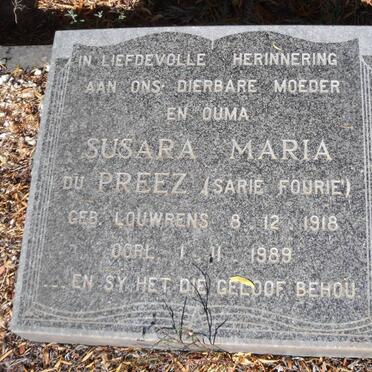 IN LIEFDEVOLLE HERINNERING
AAN ONS DIERBARE MOEDER
EN OUMA
SUSARA MARIA
DU PREEZ (SARIE FOURIE)
GEB. LOUWRENS 8.12.1918
OORL. 1.11.1989
...EN SY HET DIE GELOOF BEHOU